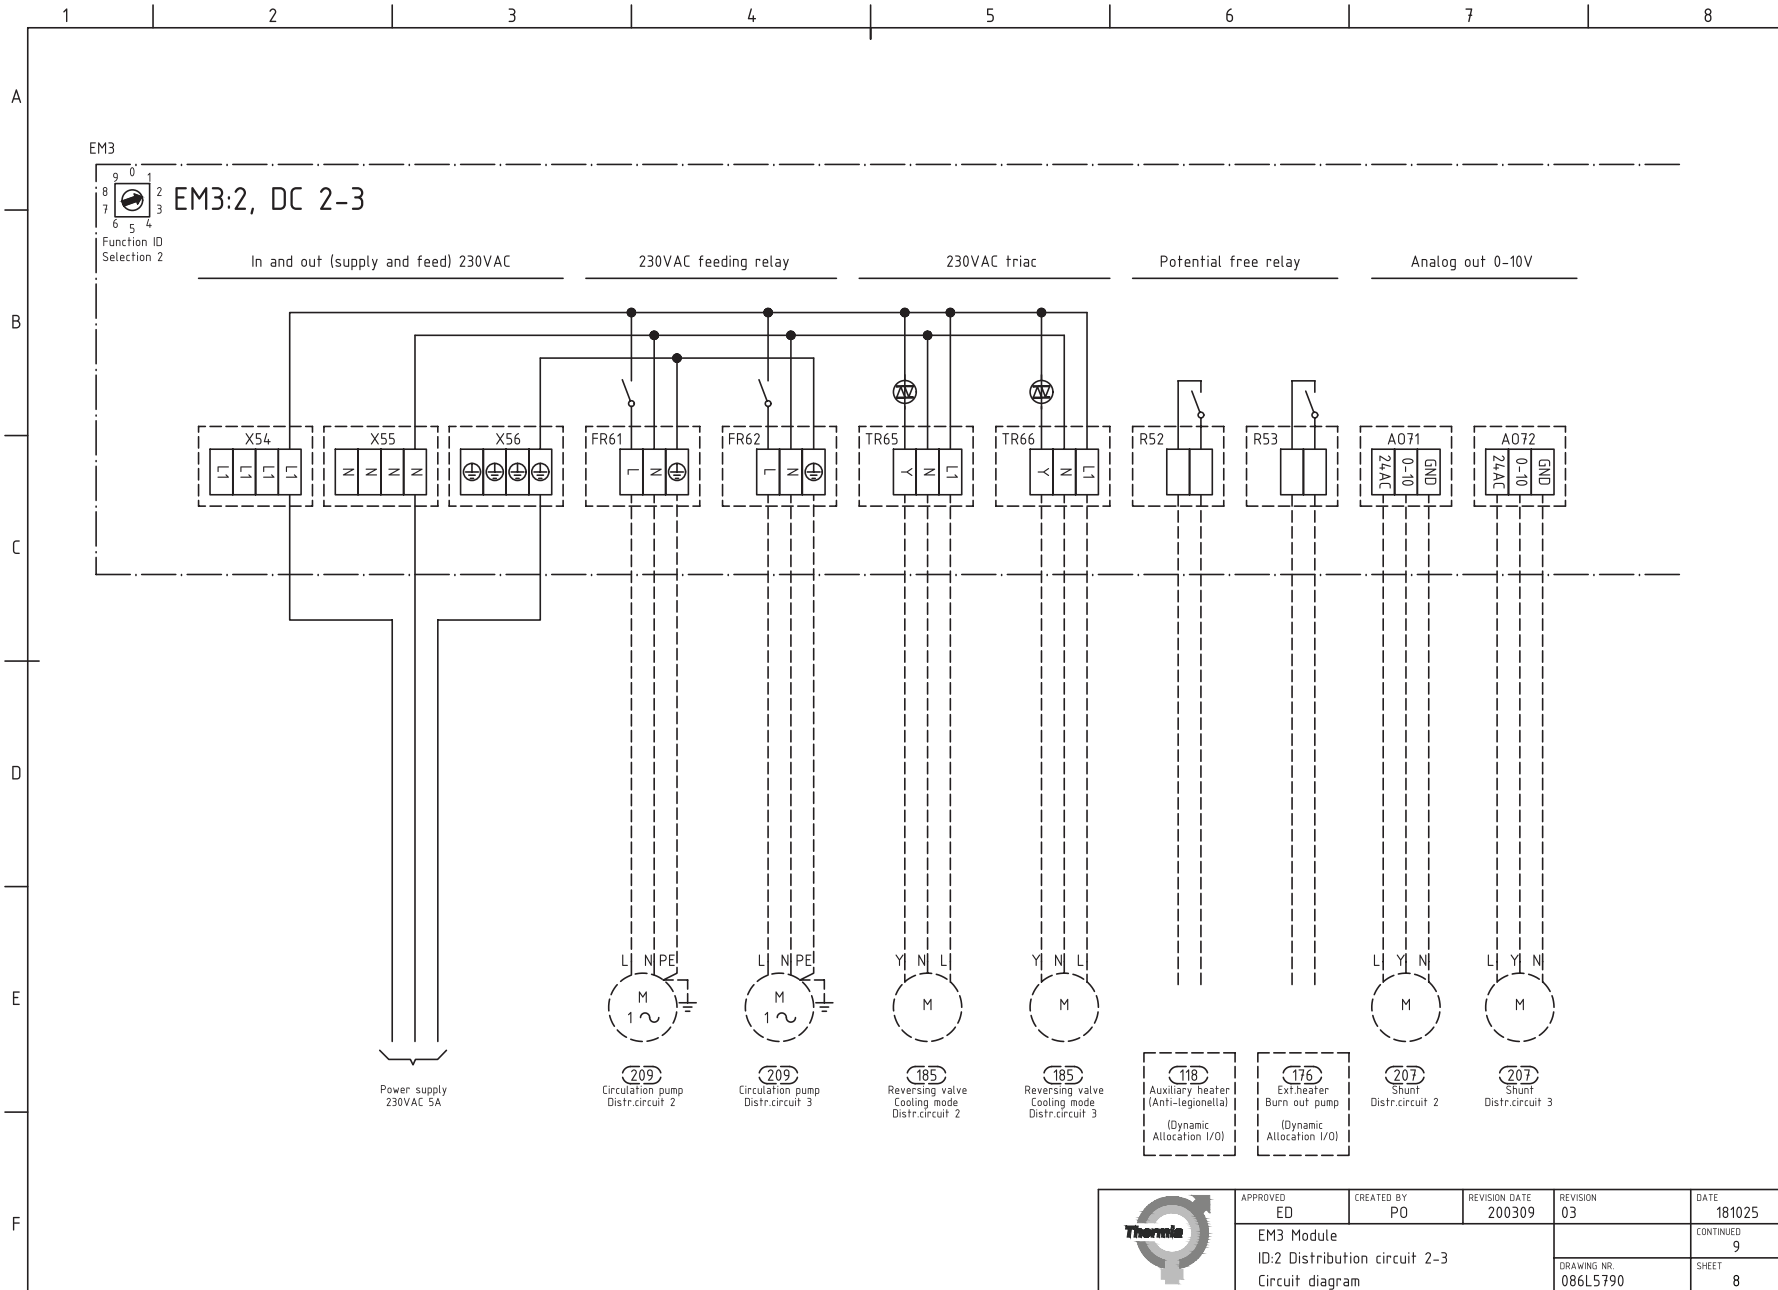 1 2 3 4 5 6 7 8
A
EM3
9 0 1
8 2
7 3
6 5 4
EM3:2, DC 2-3
Function ID
Selection 2
In and out (supply and feed) 230VAC
230VAC feeding relay
230VAC triac
Potential free relay
Analog out 0-10V
B
X54
L1 L1 L1 L1
X55
N N N N
X56
FR61
L N
FR62
L N
TR65
Y N L1
TR66
Y N L1
R52
R53
AO71
24AC 0-10 GND
AO72
24AC 0-10 GND
C
D
E
L N PE
M
1
L N PE
M
1
Y N L
M
Y N L
M
L Y N
M
L Y N
M
Power supply
230VAC 5A
209
Circulation pump
Distr.circuit 2
209
Circulation pump
Distr.circuit 3
185
Reversing valve
Cooling mode
Distr.circuit 2
185
Reversing valve
Cooling mode
Distr.circuit 3
118
Auxiliary heater
(Anti-legionella)
(Dynamic
Allocation I/O)
176
Ext.heater
Burn out pump
(Dynamic
Allocation I/O)
207
Shunt
Distr.circuit 2
207
Shunt
Distr.circuit 3
F
Thermia
APPROVED
ED
CREATED BY
PO
REVISION DATE
200309
REVISION
03
DATE
181025
EM3 Module
ID:2 Distribution circuit 2-3
Circuit diagram
CONTINUED
9
DRAWING NR.
086L5790
SHEET
8